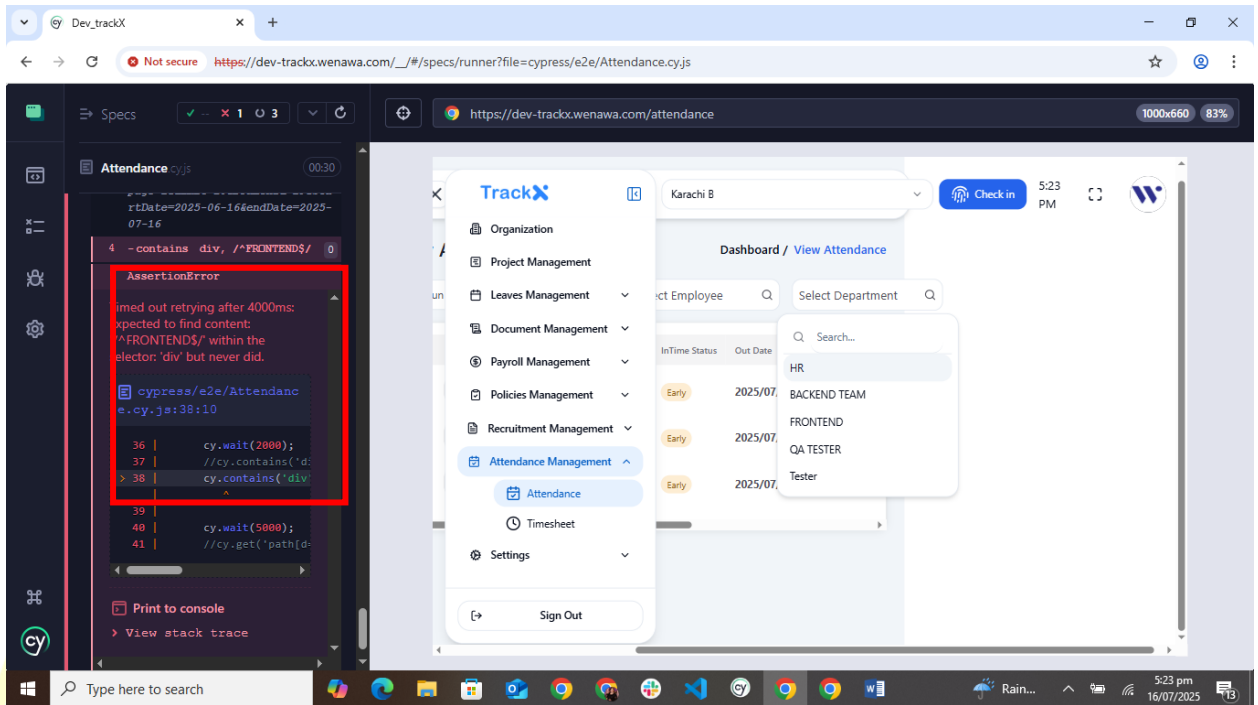 Dev_trackX
Not secure https://dev-trackx.wenawa.com/__/#/specs/runner?file=cypress/e2e/Attendance.cy.js
Specs
✓ -- ✕ 1 3
https://dev-trackx.wenawa.com/attendance
1000x660 83%
Attendance.cy.js 00:30
rtDate=2025-06-16&endDate=2025-
07-16
4 -contains div, /^FRONTEND$/ 0
AssertionError
imed out retrying after 4000ms:
xpected to find content:
/^FRONTEND$/' within the
elector: 'div' but never did.
cypress/e2e/Attendanc
e.cy.js:38:10
36 | cy.wait(2000);
37 | //cy.contains('d
> 38 | cy.contains('div'
| ^
39 |
40 | cy.wait(5000);
41 | //cy.get('path[d=
Print to console
> View stack trace
cy
TrackX
Organization
Project Management
Leaves Management
Document Management
Payroll Management
Policies Management
Recruitment Management
Attendance Management
Attendance
Timesheet
Settings
Sign Out
Karachi B
Check in
5:23
PM
Dashboard / View Attendance
ect Employee
Select Department
InTime Status Out Date
Early 2025/07
Early 2025/07
Early 2025/07
Search...
HR
BACKEND TEAM
FRONTEND
QA TESTER
Tester
Type here to search
Rain...
5:23 pm
16/07/2025
13